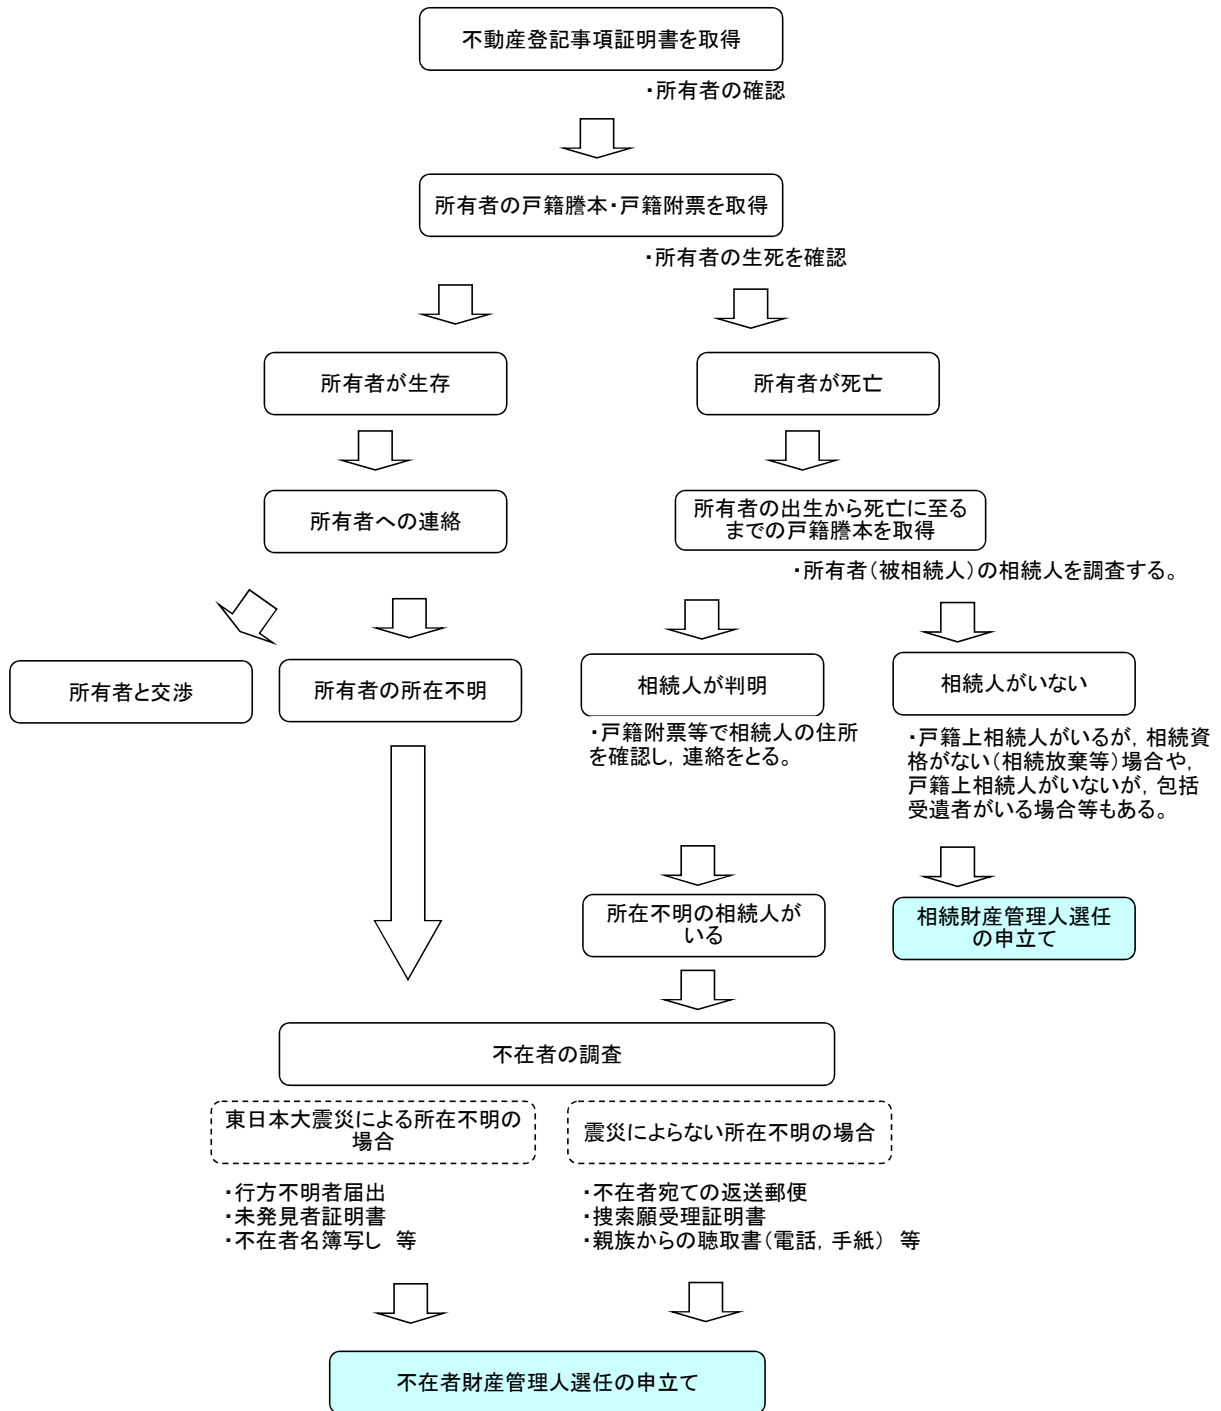 不動産登記事項証明書を取得
・所有者の確認
所有者の戸籍謄本・戸籍附票を取得
・所有者の生死を確認
所有者が生存
所有者が死亡
所有者への連絡
所有者の出生から死亡に至る
までの戸籍謄本を取得
・所有者（被相続人）の相続人を調査する。
所有者と交渉
所有者の所在不明
相続人が判明
相続人がいない
・戸籍附票等で相続人の住所
を確認し，連絡をとる。
・戸籍上相続人がいるが，相続資
格がない（相続放棄等）場合や，
戸籍上相続人がいないが，包括
受遺者がいる場合等もある。
所在不明の相続人が
いる
相続財産管理人選任
の申立て
不在者の調査
東日本大震災による所在不明の
場合
震災によらない所在不明の場合
・行方不明者届出
・未発見者証明書
・不在者名簿写し　等
・不在者宛ての返送郵便
・捜索願受理証明書
・親族からの聴取書（電話，手紙）　等
不在者財産管理人選任の申立て